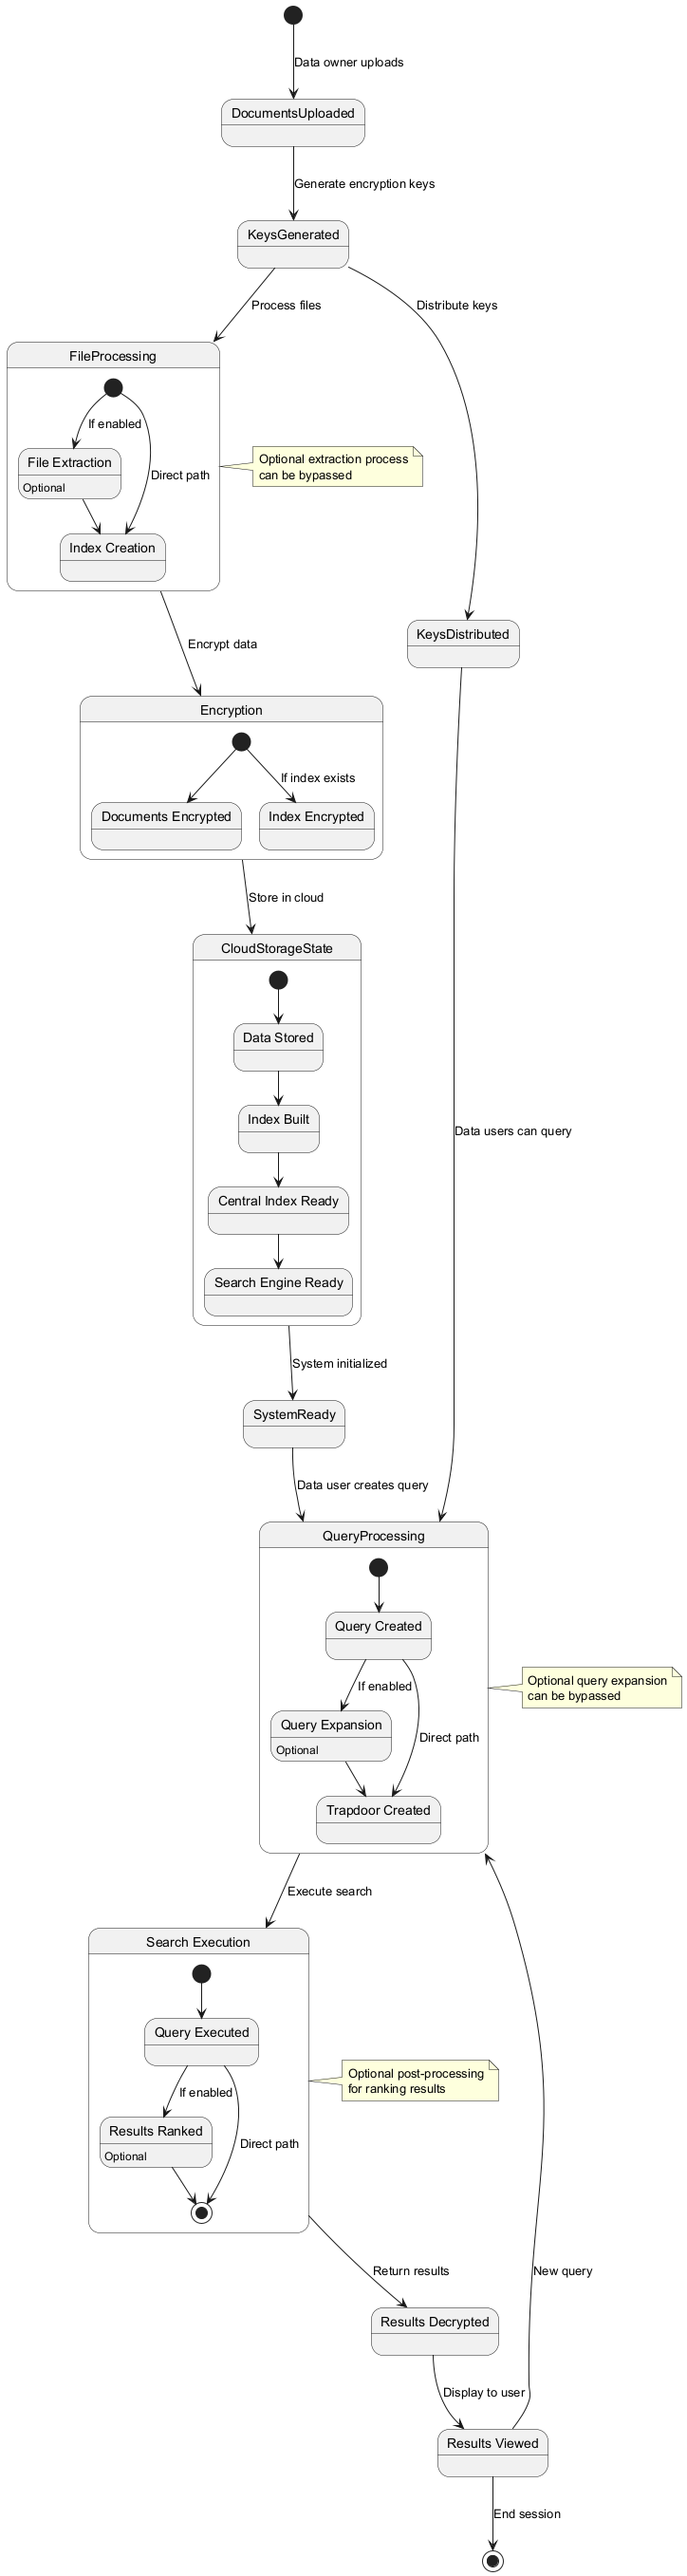 Data owner uploads
DocumentsUploaded
Generate encryption keys
KeysGenerated
Process files
Distribute keys
FileProcessing
If enabled
File Extraction
Optional
Direct path
Index Creation
Optional extraction process
can be bypassed
KeysDistributed
Encrypt data
Encryption
If index exists
Documents Encrypted
Index Encrypted
Store in cloud
CloudStorageState
Data Stored
Index Built
Data users can query
Central Index Ready
Search Engine Ready
System initialized
SystemReady
Data user creates query
QueryProcessing
Query Created
If enabled
Query Expansion
Optional
Direct path
Trapdoor Created
Optional query expansion
can be bypassed
Execute search
Search Execution
Query Executed
If enabled
Results Ranked
Optional
Direct path
Optional post-processing
for ranking results
Return results
New query
Results Decrypted
Display to user
Results Viewed
End session